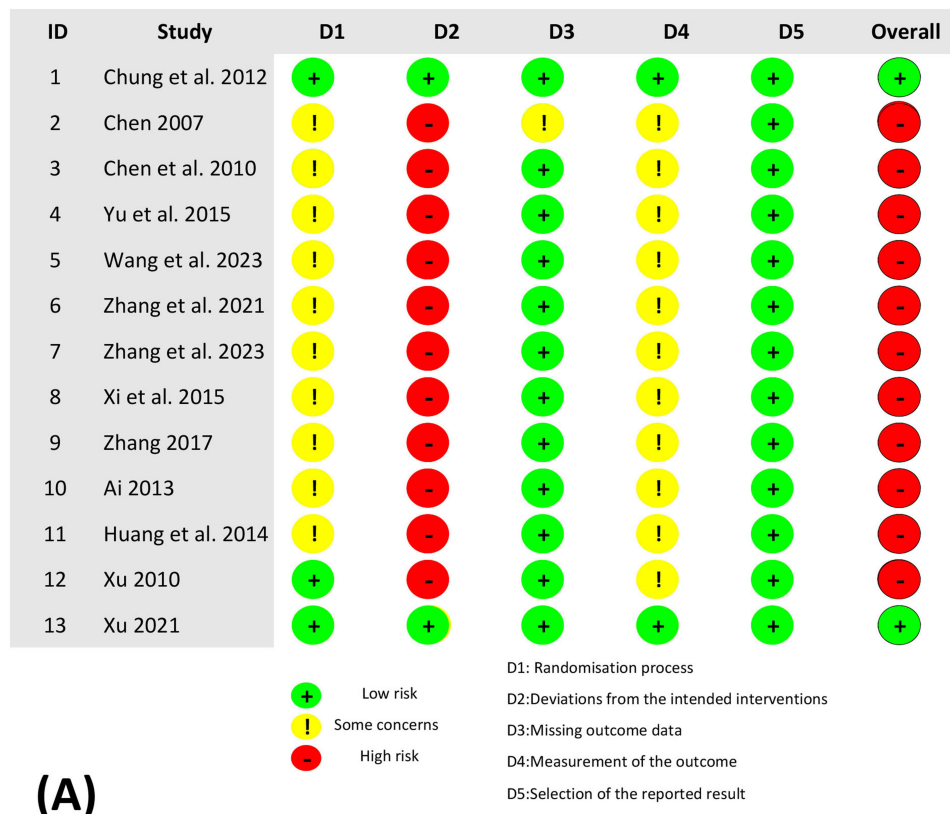 ID Study D1 D2 D3 D4 D5 Overall
1 Chung et al. 2012 + + + + + +
2 Chen 2007 ! - ! ! + -
3 Chen et al. 2010 ! - + ! + -
4 Yu et al. 2015 ! - + ! + -
5 Wang et al. 2023 ! - + ! + -
6 Zhang et al. 2021 ! - + ! + -
7 Zhang et al. 2023 ! - + ! + -
8 Xi et al. 2015 ! - + ! + -
9 Zhang 2017 ! - + ! + -
10 Ai 2013 ! - + ! + -
11 Huang et al. 2014 ! - + ! + -
12 Xu 2010 + - + ! + -
13 Xu 2021 + + + + + +
+ Low risk
! Some concerns
- High risk
D1: Randomisation process
D2:Deviations from the intended interventions
D3:Missing outcome data
D4:Measurement of the outcome
D5:Selection of the reported result
(A)